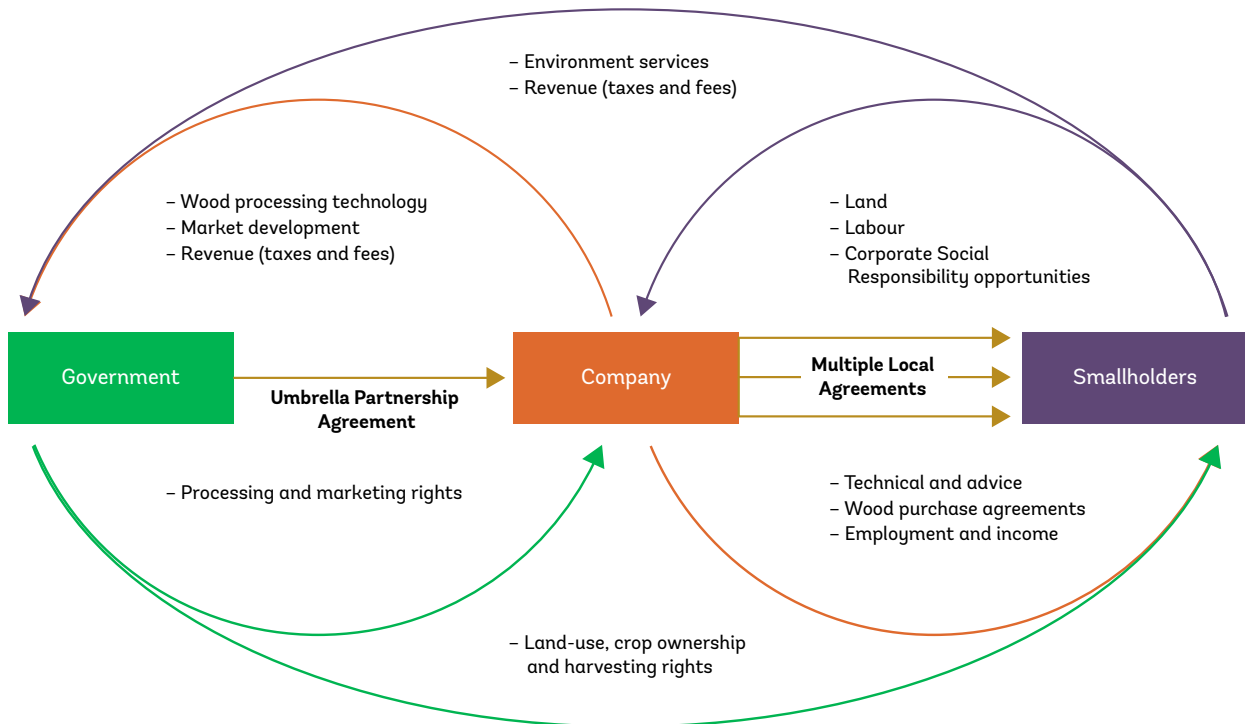 – Environment services
– Revenue (taxes and fees)
– Wood processing technology
– Market development
– Revenue (taxes and fees)
– Land
– Labour
– Corporate Social
Responsibility opportunities
Government
Umbrella Partnership
Agreement
Company
Multiple Local
Agreements
Smallholders
– Processing and marketing rights
– Technical and advice
– Wood purchase agreements
– Employment and income
– Land-use, crop ownership
and harvesting rights